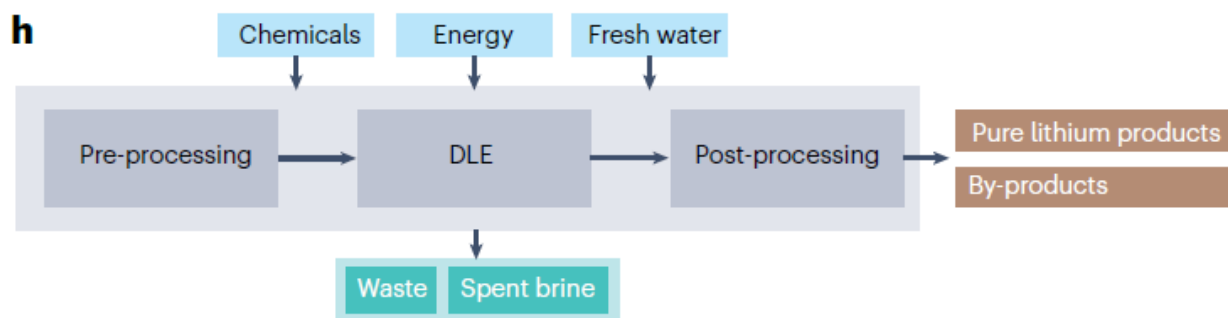 h
Chemicals
Energy
Fresh water
Pre-processing
DLE
Post-processing
Pure lithium products
By-products
Waste
Spent brine